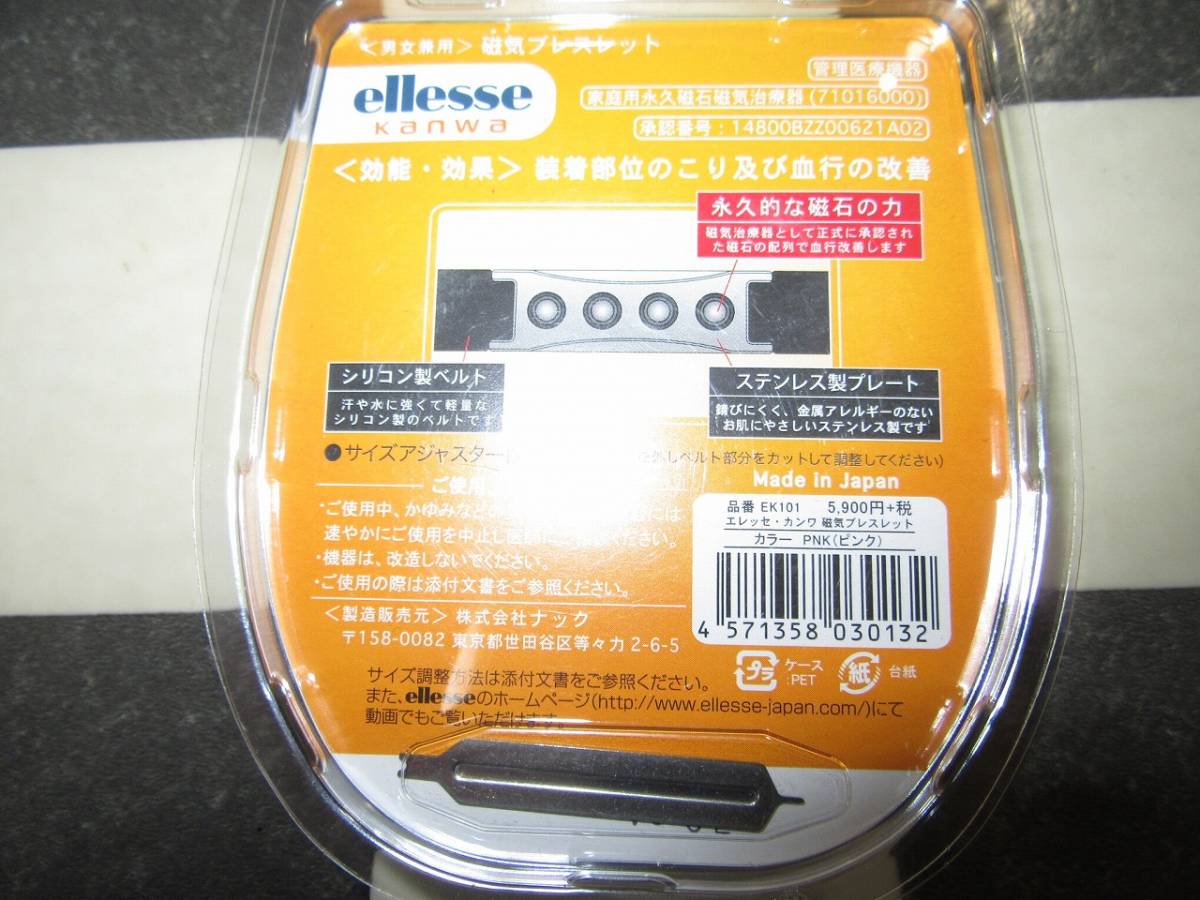 <男女兼用> 磁気ブレスレット
ellesse
kanwa
管理医療機器
家庭用永久磁石磁気治療器 (71016000)
承認番号：14800BZZ00621A02
<効能・効果> 装着部位のこり及び血行の改善
永久的な磁石の力
磁気治療器として正式に承認され
た磁石の配列で血行改善します
シリコン製ベルト
汗や水に強くて軽量な
シリコン製のベルトです
ステンレス製プレート
錆びにくく、金属アレルギーのない
お肌にやさしいステンレス製です
●サイズアジャスター を外しベルト部分をカットして調整してください)
Made in Japan
ご使用
・ご使用中、かゆみなどの には
速やかにご使用を中止し医師に ください。
・機器は、改造しないでください。
・ご使用の際は添付文書をご参照ください。
<製造販売元> 株式会社ナック
〒158-0082 東京都世田谷区等々力 2-6-5
品番 EK101 5,900円+税
エレッセ・カンワ 磁気ブレスレット
カラー PNK(ピンク)
4 571358 030132
プラ ケース :PET 紙 台紙
サイズ調整方法は添付文書をご参照ください。
また、ellesseのホームページ(http://www.ellesse-japan.com/)にて
動画でもご覧いただけます。